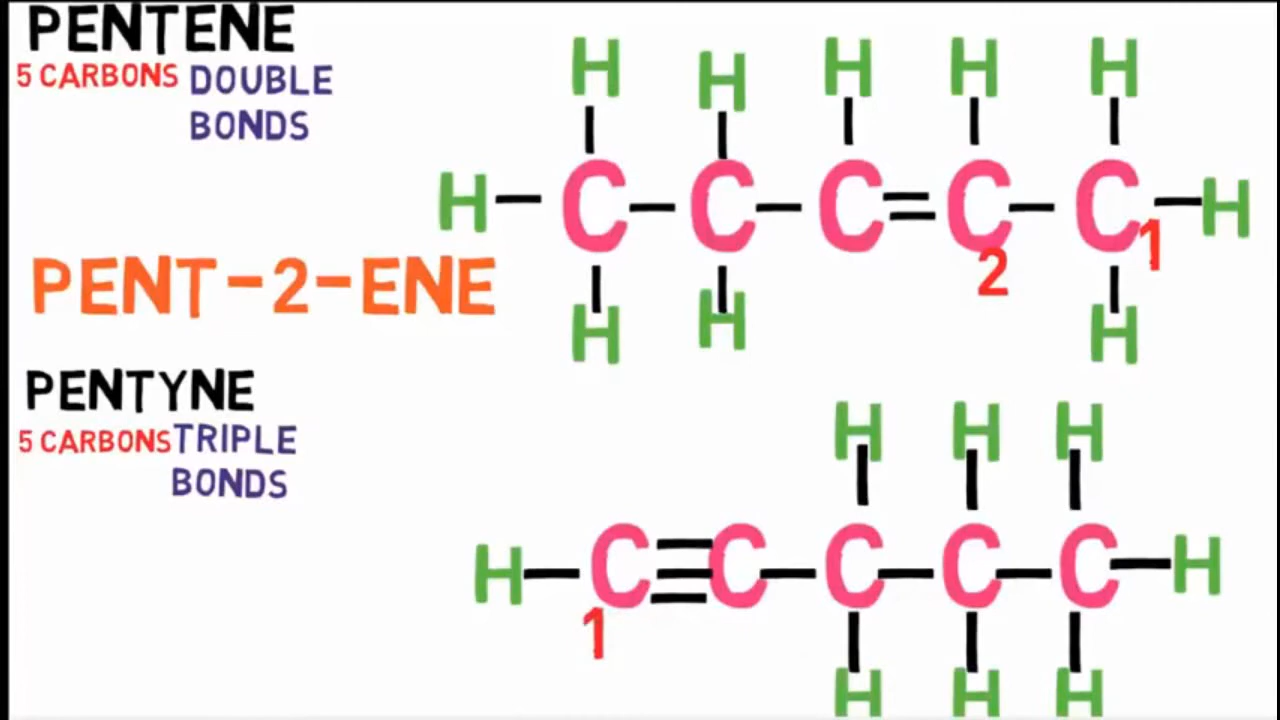 PENTENE
5 CARBONS DOUBLE
BONDS
H H H H H
H C C C C C H
2 1
H H H
PENT-2-ENE
PENTYNE
5 CARBONS TRIPLE
BONDS
H H H
H C C C C C H
1
H H H